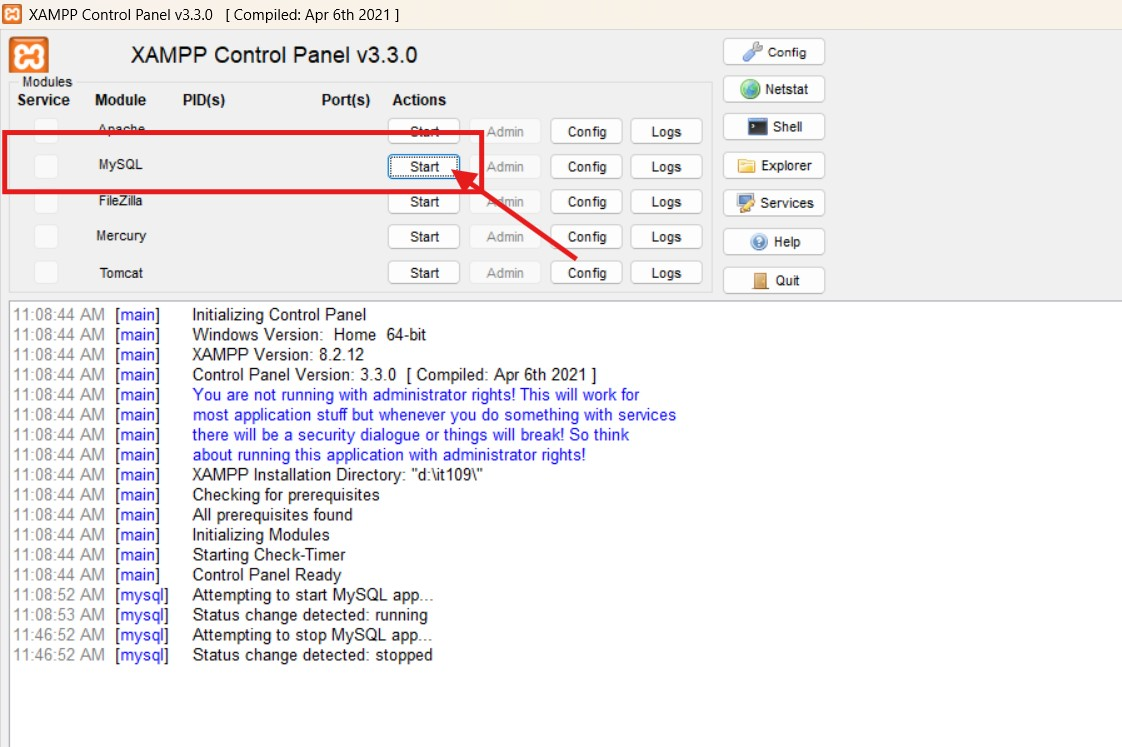 XAMPP Control Panel v3.3.0 [ Compiled: Apr 6th 2021 ]
XAMPP Control Panel v3.3.0
Modules
Service Module PID(s) Port(s) Actions
Apache Start Admin Config Logs
MySQL Start Admin Config Logs
FileZilla Start Admin Config Logs
Mercury Start Admin Config Logs
Tomcat Start Admin Config Logs
Config
Netstat
Shell
Explorer
Services
Help
Quit
11:08:44 AM [main] Initializing Control Panel
11:08:44 AM [main] Windows Version: Home 64-bit
11:08:44 AM [main] XAMPP Version: 8.2.12
11:08:44 AM [main] Control Panel Version: 3.3.0 [ Compiled: Apr 6th 2021 ]
11:08:44 AM [main] You are not running with administrator rights! This will work for
11:08:44 AM [main] most application stuff but whenever you do something with services
11:08:44 AM [main] there will be a security dialogue or things will break! So think
11:08:44 AM [main] about running this application with administrator rights!
11:08:44 AM [main] XAMPP Installation Directory: "d:\it109\"
11:08:44 AM [main] Checking for prerequisites
11:08:44 AM [main] All prerequisites found
11:08:44 AM [main] Initializing Modules
11:08:44 AM [main] Starting Check-Timer
11:08:44 AM [main] Control Panel Ready
11:08:52 AM [mysql] Attempting to start MySQL app...
11:08:53 AM [mysql] Status change detected: running
11:46:52 AM [mysql] Attempting to stop MySQL app...
11:46:52 AM [mysql] Status change detected: stopped